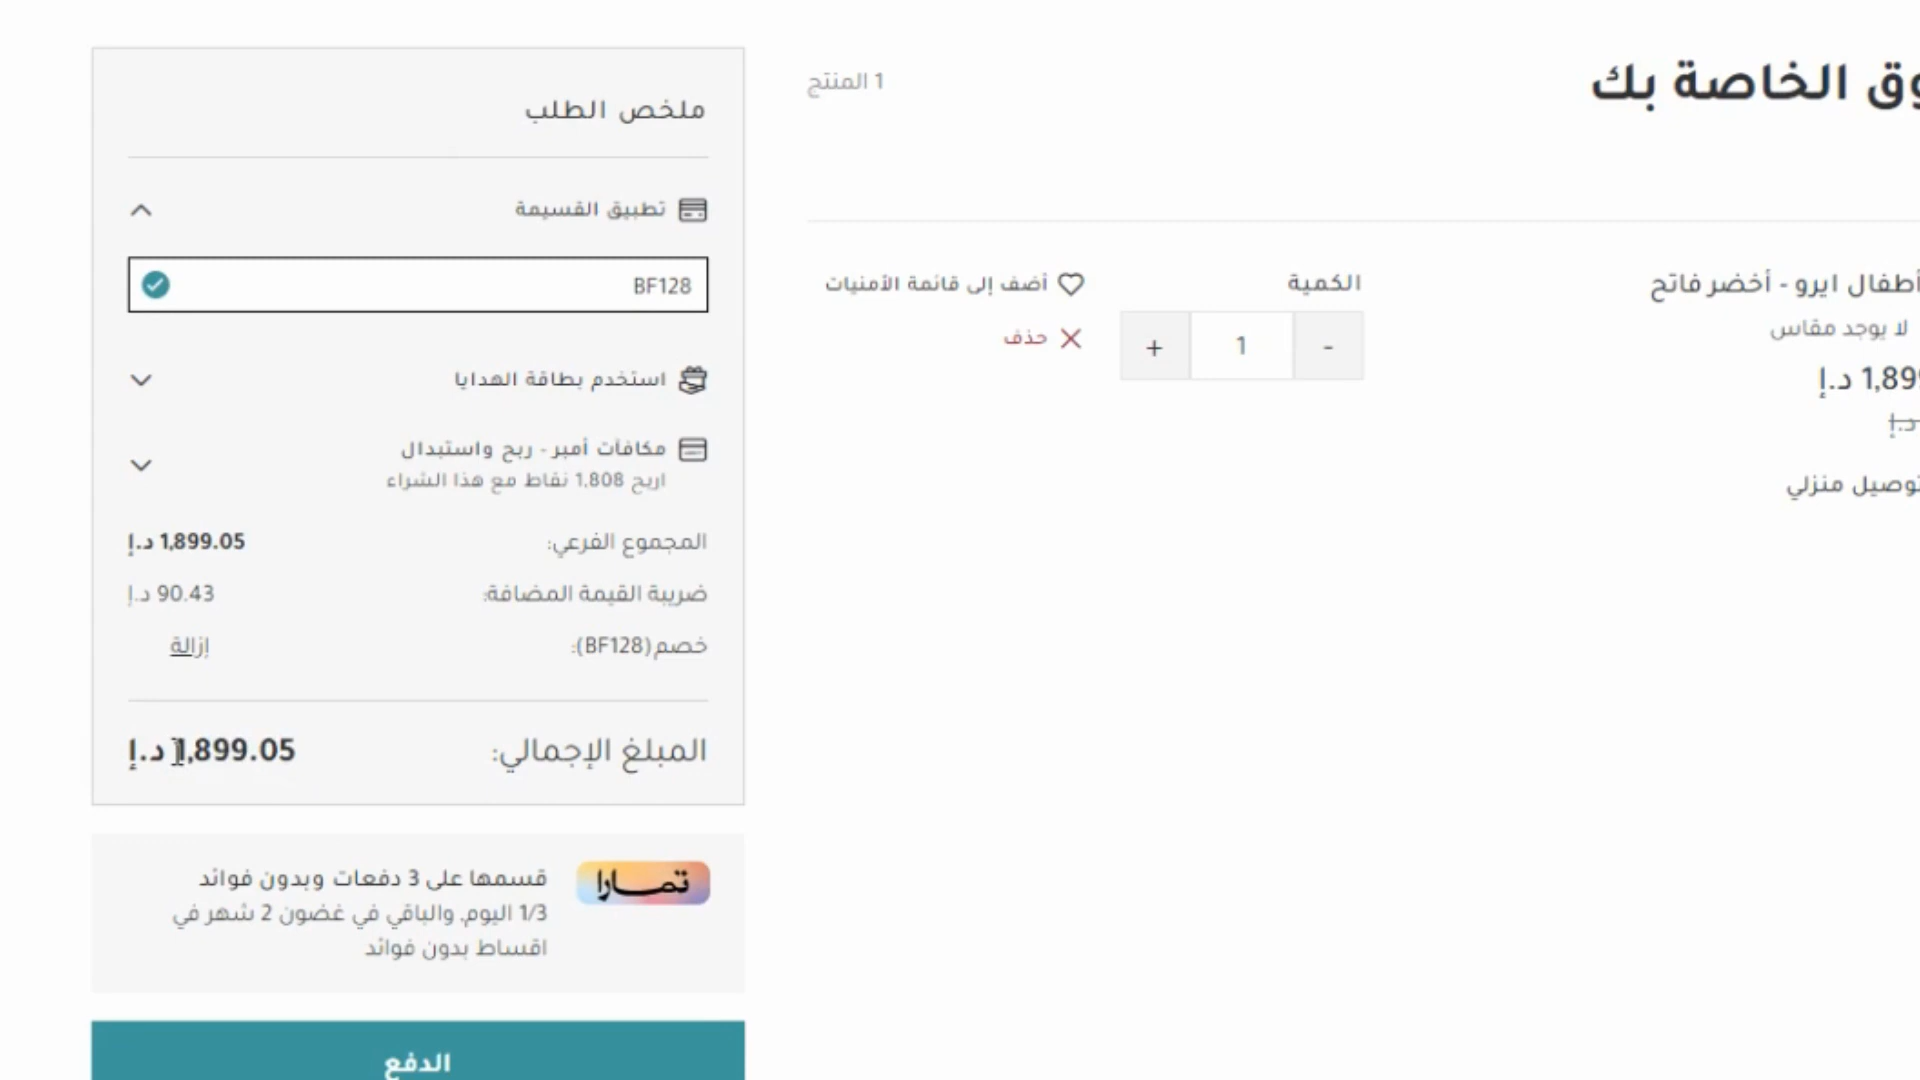 الخاصة بك
1 المنتج
أطفال ايرو - أخضر فاتح
لا يوجد مقاس
د.إ
د.إ
توصيل منزلي
الكمية
- 1 +
أضف إلى قائمة الأمنيات
حذف
ملخص الطلب
تطبيق القسيمة
BF128
استخدم بطاقة الهدايا
مكافآت أمبر - ربح واستبدال
اربح 1,808 نقاط مع هذا الشراء
المجموع الفرعي: 1,899.05 د.إ
ضريبة القيمة المضافة: 90.43 د.إ
خصم(BF128): إزالة
المبلغ الإجمالي: 1,899.05 د.إ
تمارا
قسمها على 3 دفعات وبدون فوائد
1/3 اليوم, والباقي في غضون 2 شهر في
اقساط بدون فوائد
الدفع